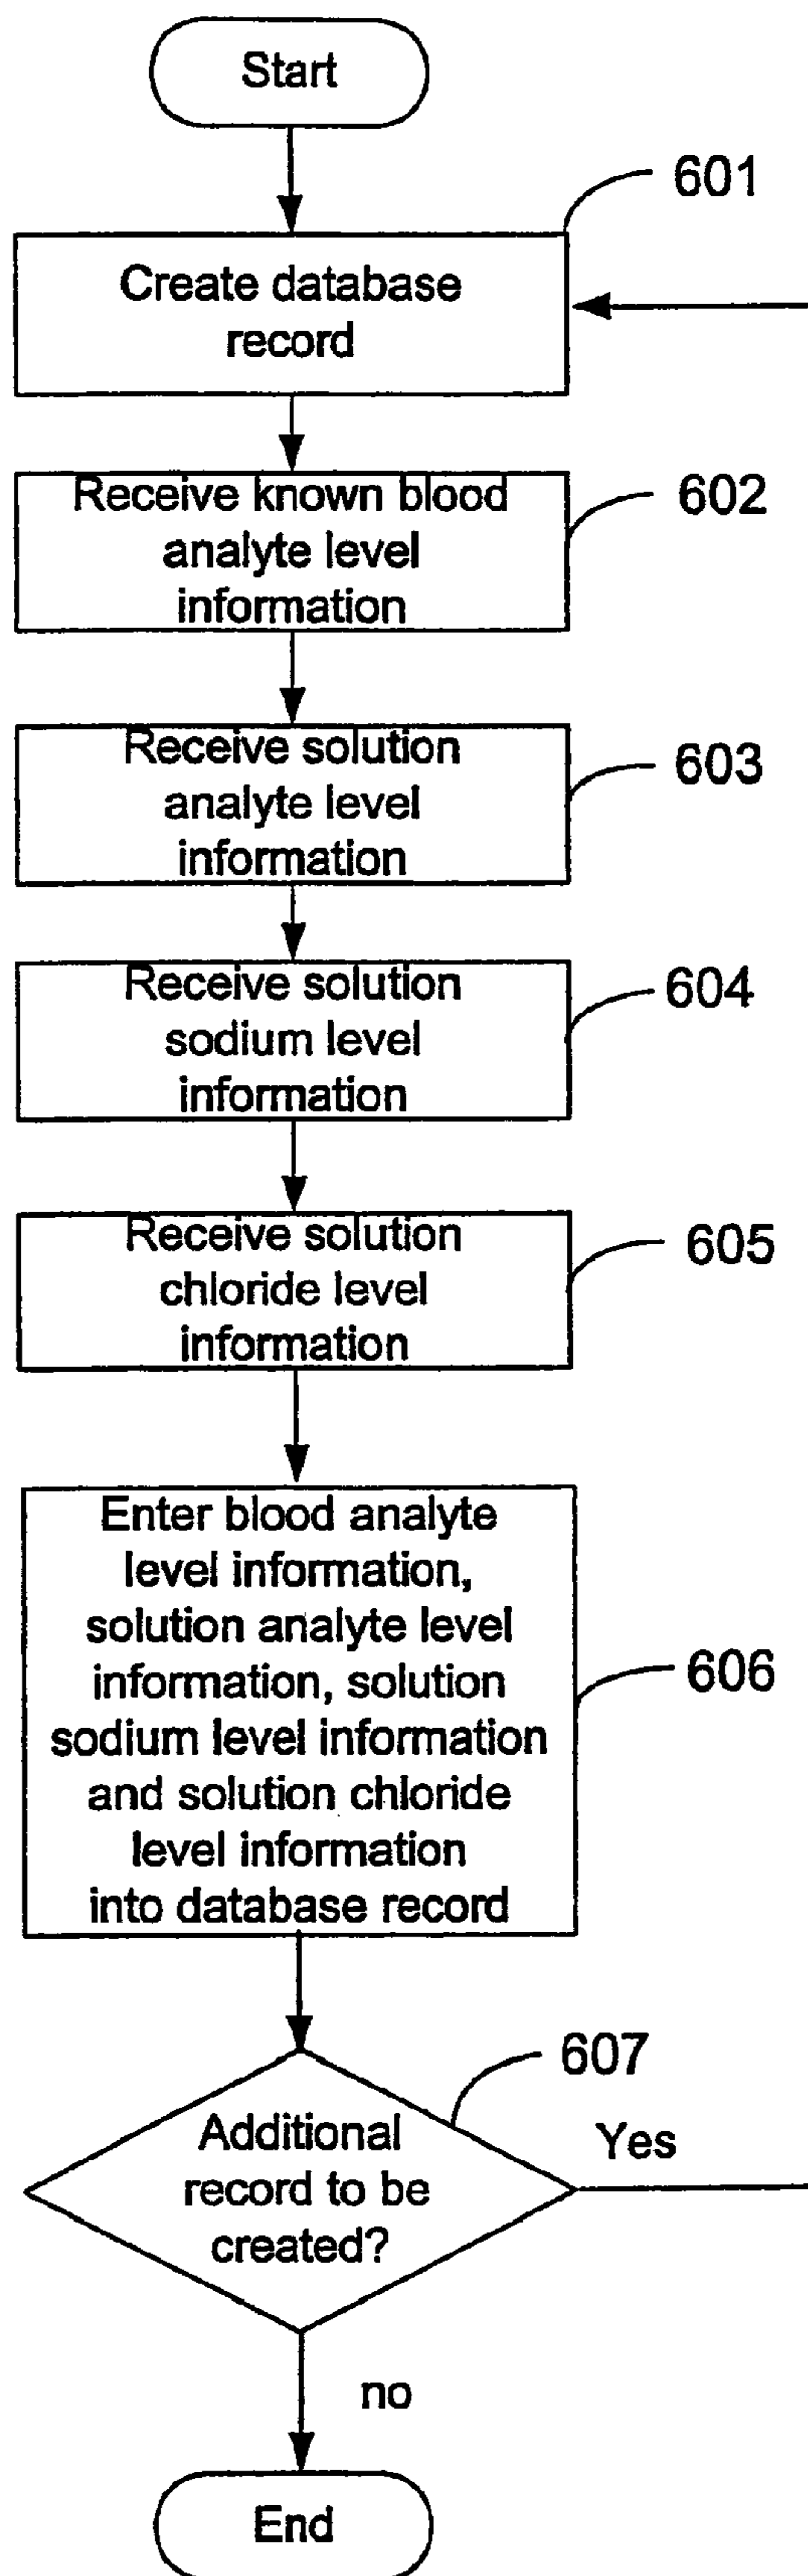 Start
601
Create database
record
602
Receive known blood
analyte level
information
603
Receive solution
analyte level
information
604
Receive solution
sodium level
information
605
Receive solution
chloride level
information
Enter blood analyte
level information,
solution analyte level
information, solution
sodium level information
and solution chloride
level information
into database record
606
607
Additional
record to be
created?
Yes
no
End